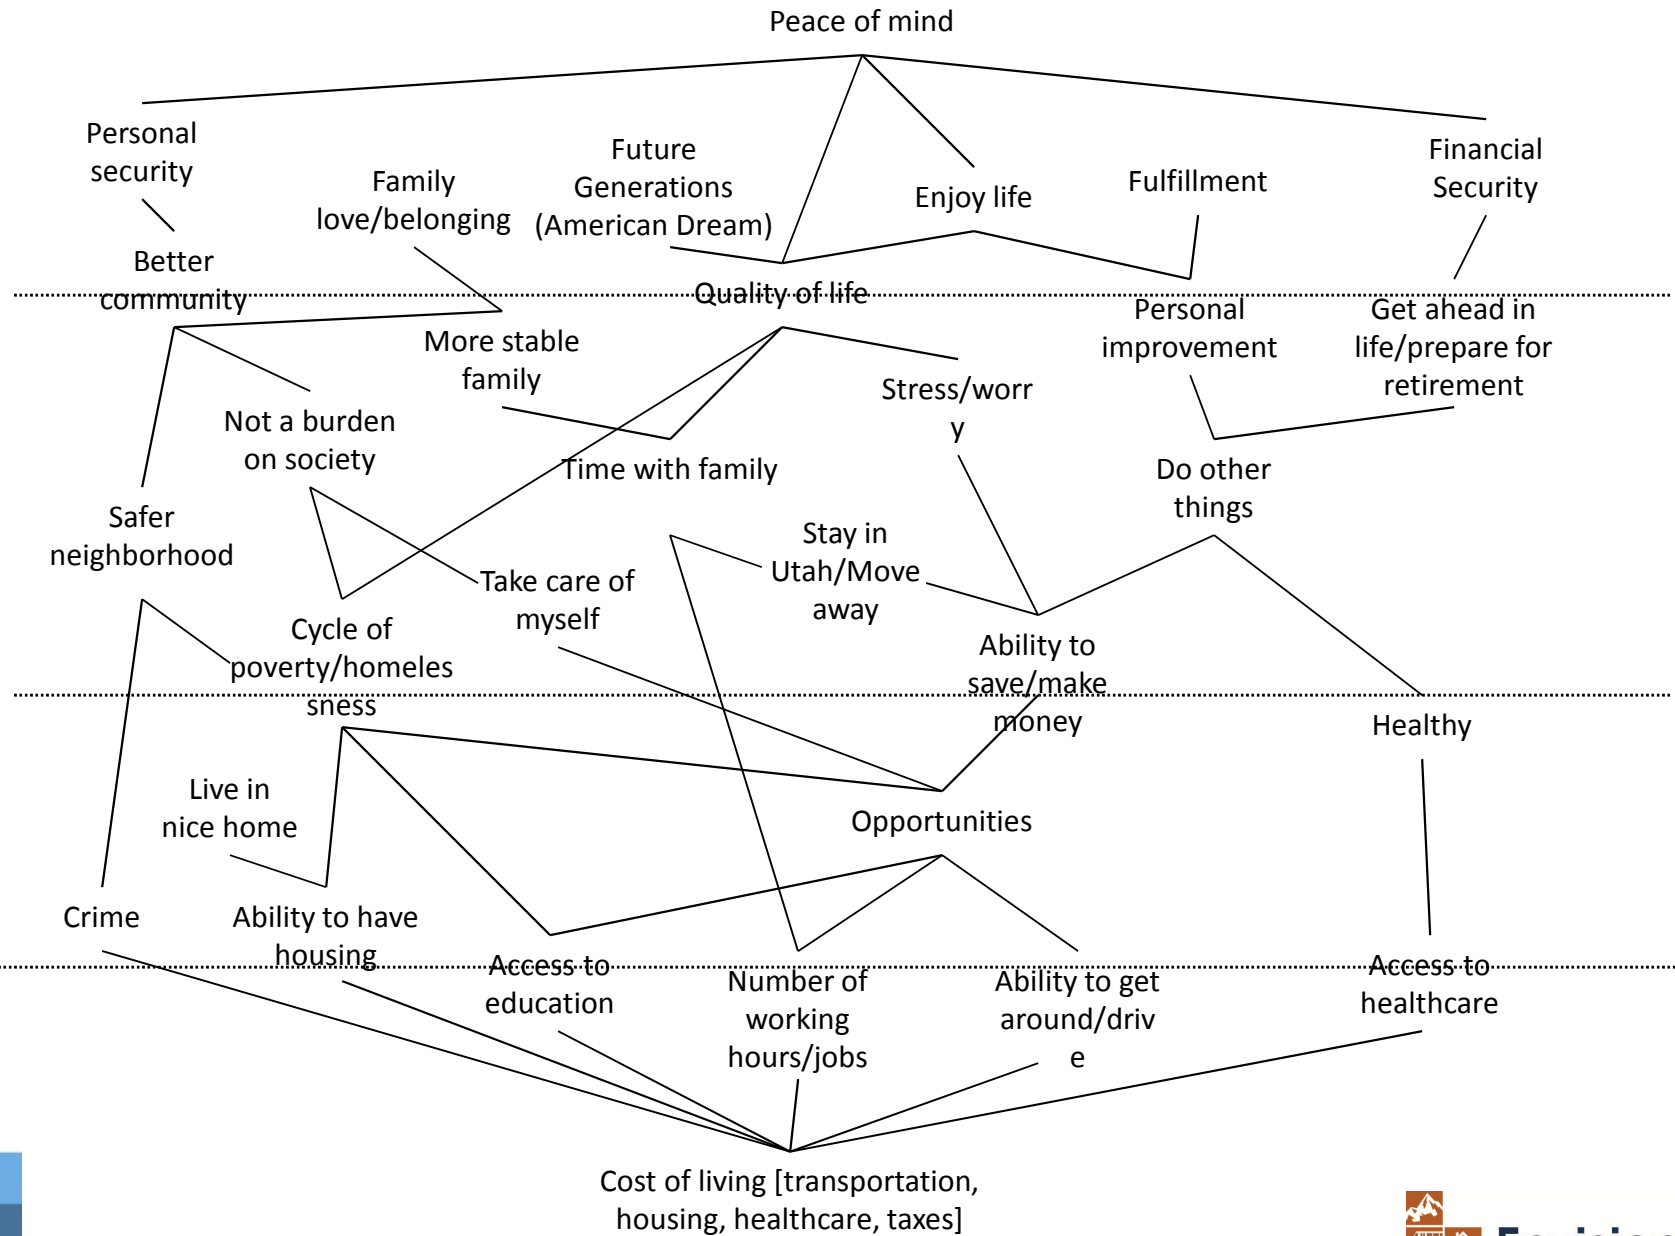 Peace of mind
Personal
security
Family
love/belonging
Future
Generations
(American Dream)
Enjoy life
Fulfillment
Financial
Security
Better
community
Quality of life
Personal
improvement
Get ahead in
life/prepare for
retirement
More stable
family
Stress/worr
y
Not a burden
on society
Time with family
Do other
things
Safer
neighborhood
Stay in
Utah/Move
away
Take care of
myself
Cycle of
poverty/homeles
sness
Ability to
save/make
money
Healthy
Live in
nice home
Opportunities
Crime
Ability to have
housing
Access to
education
Number of
working
hours/jobs
Ability to get
around/driv
e
Access to
healthcare
Cost of living [transportation,
housing, healthcare, taxes]